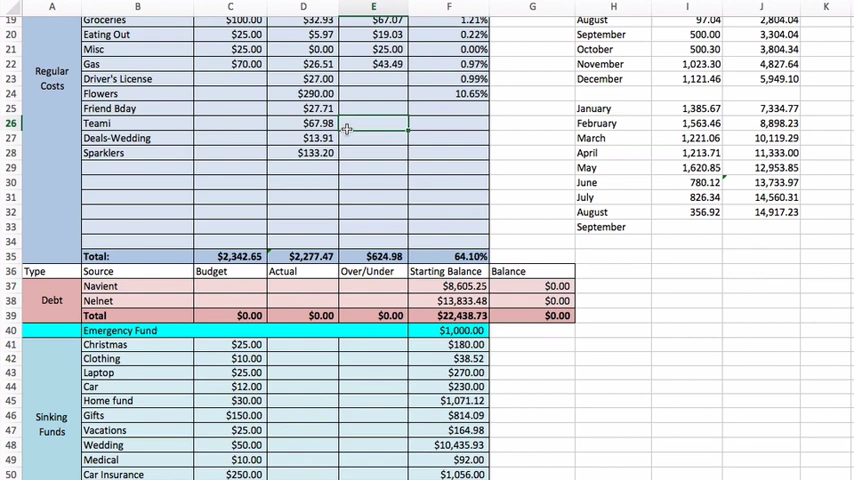 A B C D E F G H I J K
19 Groceries $100.00 $32.93 $67.07 1.21% August 97.04 2,804.04
20 Eating Out $25.00 $5.97 $19.03 0.22% September 500.00 3,304.04
21 Misc $25.00 $0.00 $25.00 0.00% October 500.30 3,804.34
22 Gas $70.00 $26.51 $43.49 0.97% November 1,023.30 4,827.64
23 Regular Costs Driver's License $27.00 0.99% December 1,121.46 5,949.10
24 Flowers $290.00 10.65%
25 Friend Bday $27.71 January 1,385.67 7,334.77
26 Teami $67.98 February 1,563.46 8,898.23
27 Deals-Wedding $13.91 March 1,221.06 10,119.29
28 Sparklers $133.20 April 1,213.71 11,333.00
29 May 1,620.85 12,953.85
30 June 780.12 13,733.97
31 July 826.34 14,560.31
32 August 356.92 14,917.23
33 September
34
35 Total: $2,342.65 $2,277.47 $624.98 64.10%
36 Type Source Budget Actual Over/Under Starting Balance Balance
37 Navient $8,605.25 $0.00
38 Debt Nelnet $13,833.48 $0.00
39 Total $0.00 $0.00 $0.00 $22,438.73 $0.00
40 Emergency Fund $1,000.00
41 Christmas $25.00 $180.00
42 Clothing $10.00 $38.52
43 Laptop $25.00 $270.00
44 Car $12.00 $230.00
45 Home fund $30.00 $1,071.12
46 Sinking Funds Gifts $150.00 $814.09
47 Vacations $25.00 $164.98
48 Wedding $50.00 $10,435.93
49 Medical $10.00 $92.00
50 Car Insurance $250.00 $1,056.00